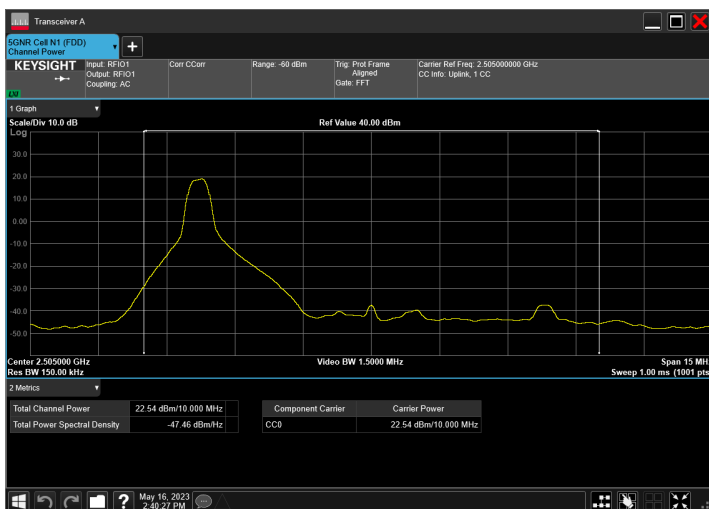 Transceiver A
5GNR Cell N1 (FDD)
Channel Power
KEYSIGHT
Input: RFIO1
Output: RFIO1
Coupling: AC
Corr CCorr
Range: -60 dBm
Trig: Prot Frame
Aligned
Gate: FFT
Carrier Ref Freq: 2.505000000 GHz
CC Info: Uplink, 1 CC
LXI
1 Graph
Scale/Div 10.0 dB
Ref Value 40.00 dBm
Log
30.0
20.0
10.0
0.00
-10.0
-20.0
-30.0
-40.0
-50.0
Center 2.505000 GHz
Video BW 1.5000 MHz
Span 15 MH
Res BW 150.00 kHz
Sweep 1.00 ms (1001 pts
2 Metrics
Total Channel Power 22.54 dBm/10.000 MHz
Total Power Spectral Density -47.46 dBm/Hz
Component Carrier Carrier Power
CC0 22.54 dBm/10.000 MHz
?
May 16, 2023
2:40:27 PM